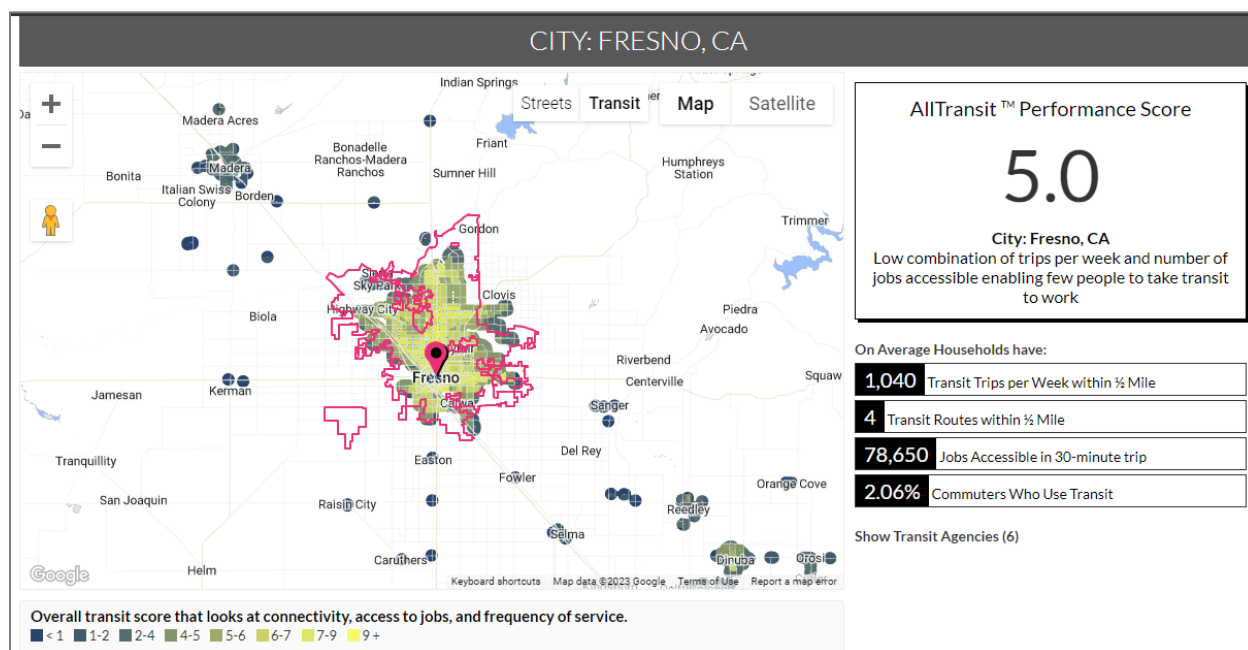 CITY: FRESNO, CA
Indian Springs
Streets
Transit
Map
Satellite
Madera Acres
Friant
Bonadelle
Ranchos-Madera
Ranchos
Humphreys
Station
Madera
Bonita
Sumner Hill
Italian Swiss
Colony
Borden
Trimmer
Gordon
Sky Park
Clovis
Highway City
Biola
Piedra
Avocado
Riverbend
Fresno
Centerville
Squaw
Jamesan
Kerman
Calwa
Sanger
Del Rey
Tranquillity
Easton
Fowler
San Joaquin
Raisin City
Orange Cove
Reedley
Selma
Caruthers
Dinuba
Orosi
Helm
Google
Keyboard shortcuts
Map data ©2023 Google
Terms of Use
Report a map error
Overall transit score that looks at connectivity, access to jobs, and frequency of service.
< 1 1-2 2-4 4-5 5-6 6-7 7-9 9 +
AllTransit ™ Performance Score
5.0
City: Fresno, CA
Low combination of trips per week and number of
jobs accessible enabling few people to take transit
to work
On Average Households have:
1,040 Transit Trips per Week within ½ Mile
4 Transit Routes within ½ Mile
78,650 Jobs Accessible in 30-minute trip
2.06% Commuters Who Use Transit
Show Transit Agencies (6)